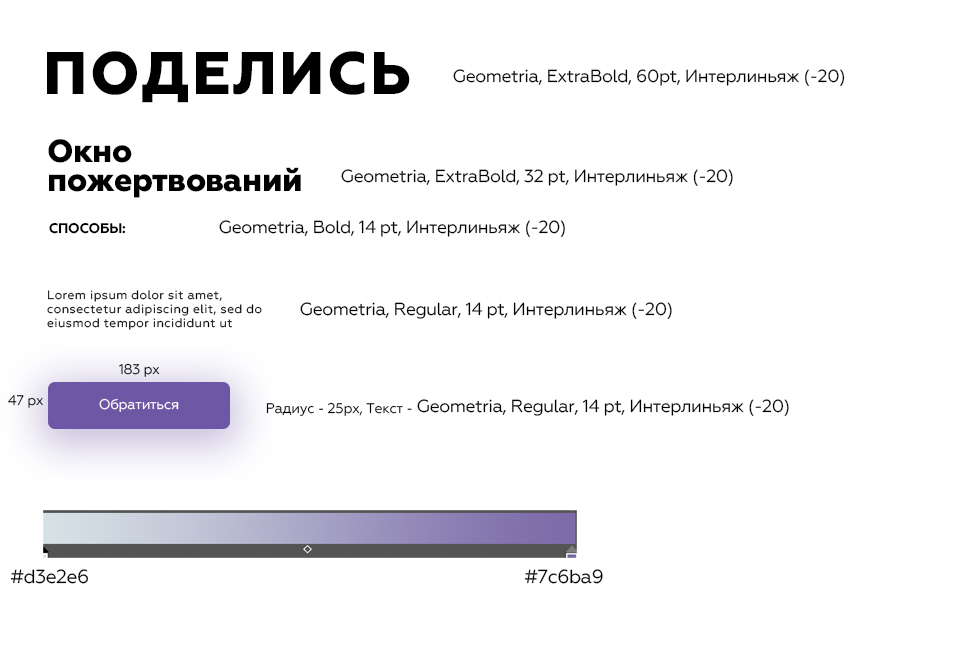 ПОДЕЛИСЬ
Geometria, ExtraBold, 60pt, Интерлиньяж (-20)
Окно
пожертвований
Geometria, ExtraBold, 32 pt, Интерлиньяж (-20)
СПОСОБЫ:
Geometria, Bold, 14 pt, Интерлиньяж (-20)
Lorem ipsum dolor sit amet,
consectetur adipiscing elit, sed do
eiusmod tempor incididunt ut
Geometria, Regular, 14 pt, Интерлиньяж (-20)
183 px
47 px
Обратиться
Радиус - 25px, Текст - Geometria, Regular, 14 pt, Интерлиньяж (-20)
#d3e2e6
#7c6ba9